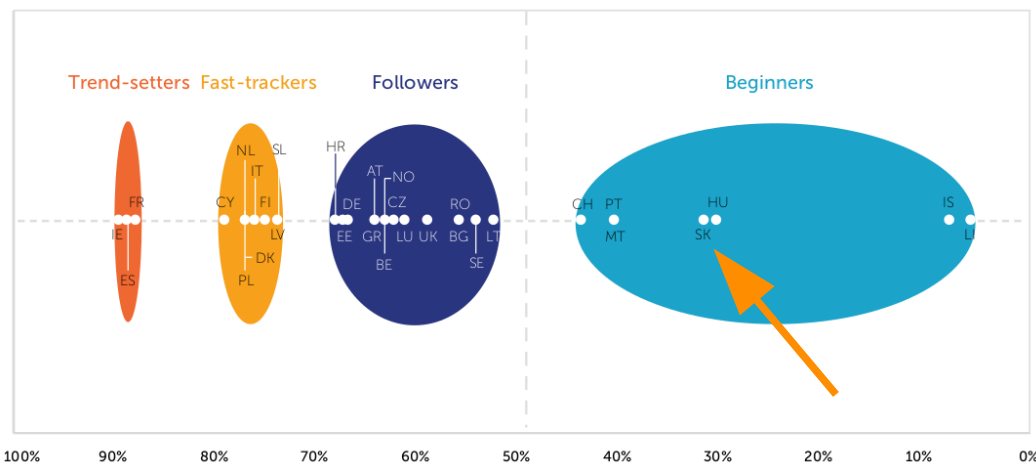 Trend-setters Fast-trackers Followers Beginners
HR NL SL
IT AT NO
CY FI DE CZ RO CH PT HU IS FR
IE LV EE GR LU UK BG LT MT SK LI
DK BE SE
ES PL
100% 90% 80% 70% 60% 50% 40% 30% 20% 10% 0%